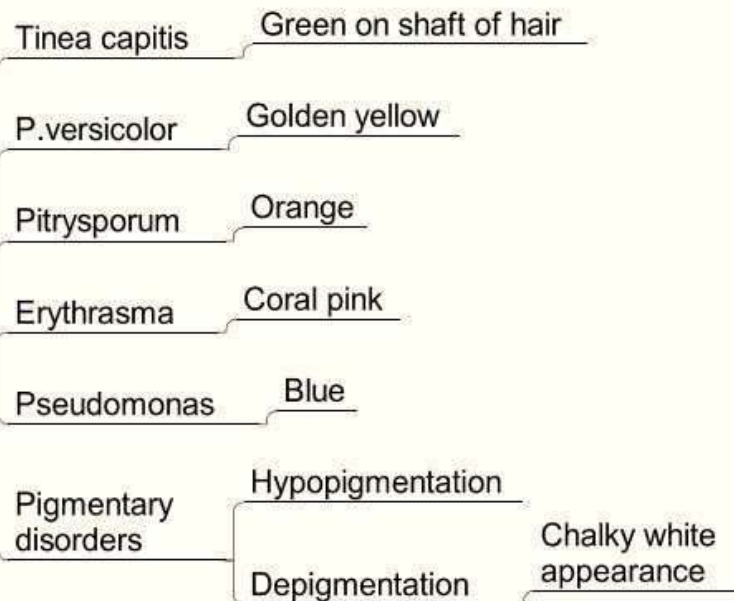 Tinea capitis
Green on shaft of hair
P.versicolor
Golden yellow
Pitrysporum
Orange
Erythrasma
Coral pink
Pseudomonas
Blue
Pigmentary
disorders
Hypopigmentation
Depigmentation
Chalky white
appearance